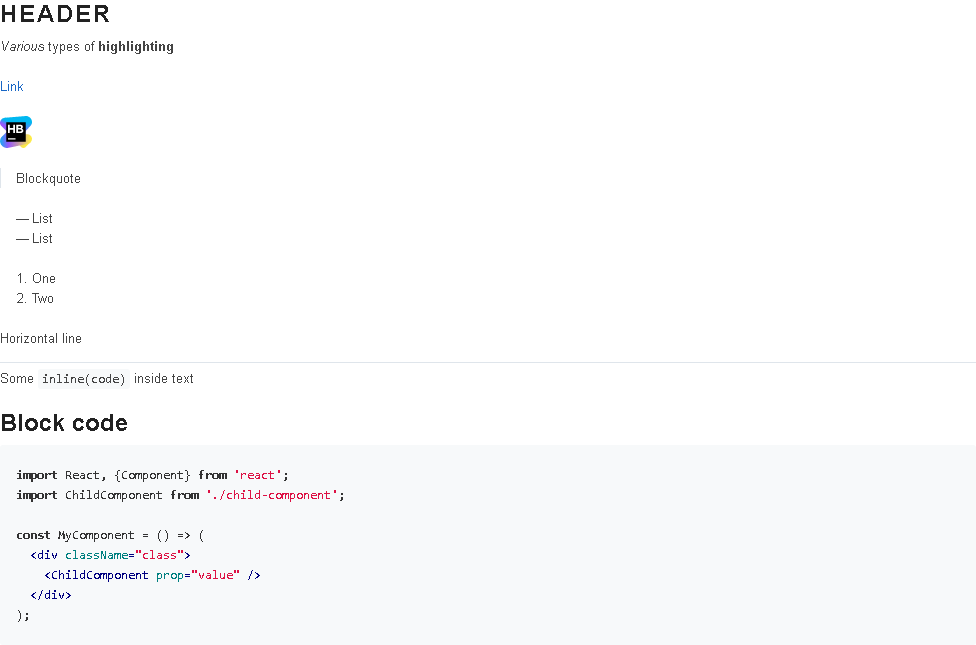 HEADER
Various types of highlighting
Link
HB
Blockquote
— List
— List
1. One
2. Two
Horizontal line
Some inline(code) inside text
Block code
import React, {Component} from 'react';
import ChildComponent from './child-component';
const MyComponent = () => (
  <div className="class">
    <ChildComponent prop="value" />
  </div>
);